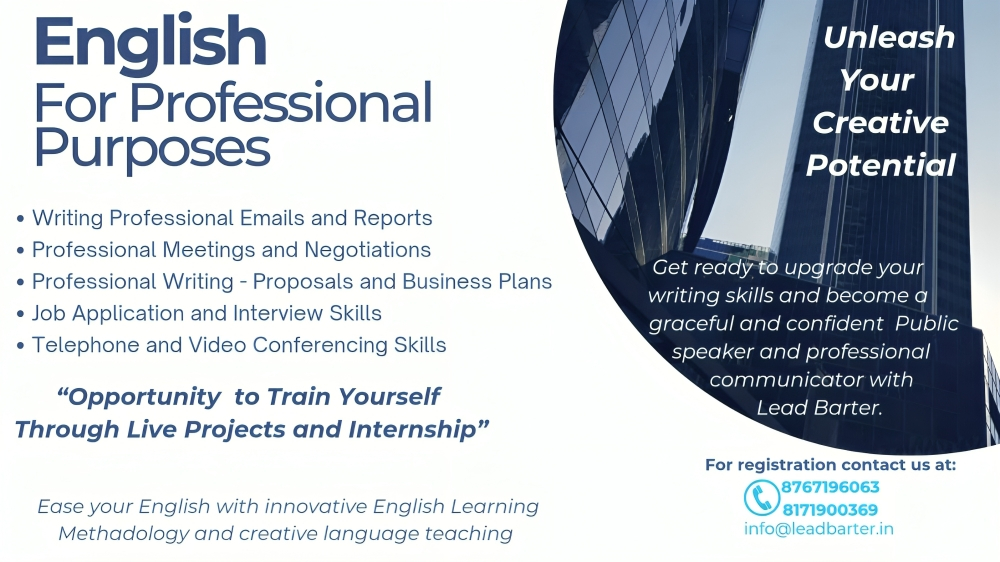 English
For Professional
Purposes
• Writing Professional Emails and Reports
• Professional Meetings and Negotiations
• Professional Writing - Proposals and Business Plans
• Job Application and Interview Skills
• Telephone and Video Conferencing Skills
“Opportunity to Train Yourself
Through Live Projects and Internship”
Ease your English with innovative English Learning
Methodology and creative language teaching
Unleash
Your
Creative
Potential
Get ready to upgrade your
writing skills and become a
graceful and confident Public
speaker and professional
communicator with
Lead Barter.
For registration contact us at:
8767196063
8171900369
info@leadbarter.in